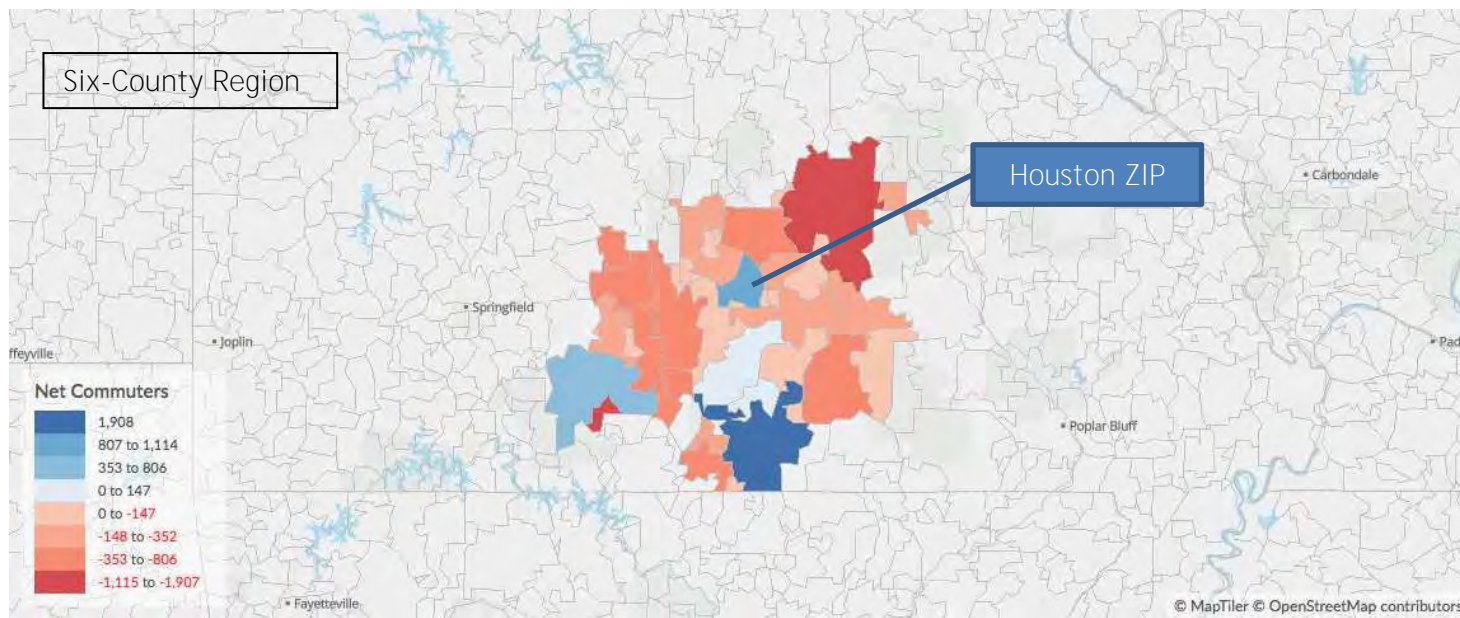 Six-County Region
Houston ZIP
Carbondale
Springfield
Joplin
ffeyville
Pad
Net Commuters
1,908
807 to 1,114
353 to 806
0 to 147
0 to -147
-148 to -352
-353 to -806
-1,115 to -1,907
Poplar Bluff
Fayetteville
© MapTiler © OpenStreetMap contributors